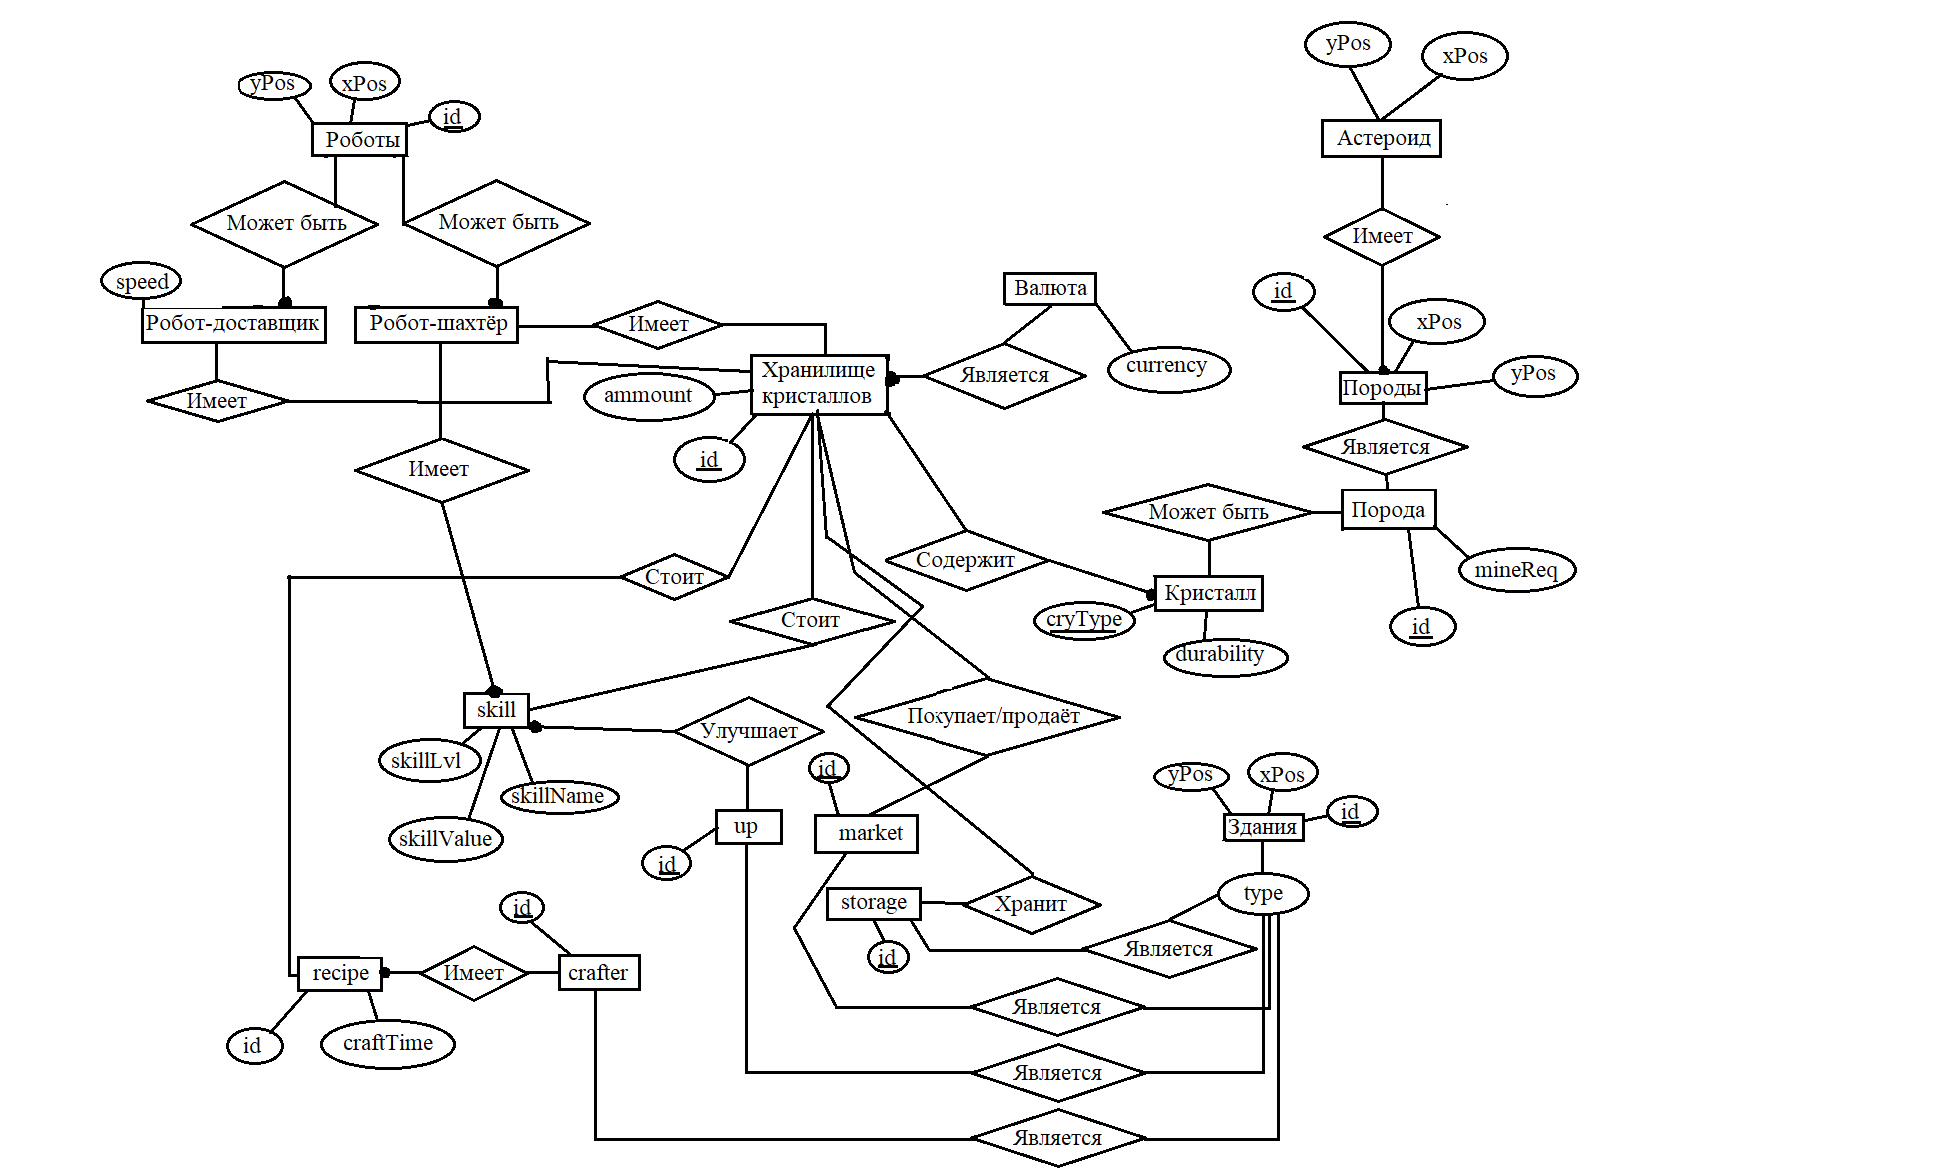 yPos
xPos
yPos
xPos
id
Роботы
Астероид
Может быть
Может быть
Имеет
speed
Валюта
id
Робот-доставщик
Робот-шахтёр
Имеет
xPos
Хранилище
кристаллов
Является
currency
yPos
Породы
ammount
Имеет
id
Является
Имеет
Может быть
Порода
Содержит
mineReq
Стоит
Кристалл
Стоит
cryType
id
durability
skill
Покупает/продаёт
Улучшает
skillLvl
id
yPos
xPos
skillName
id
up
market
Здания
skillValue
id
type
id
storage
Хранит
Является
id
recipe
Имеет
crafter
Является
id
craftTime
Является
Является